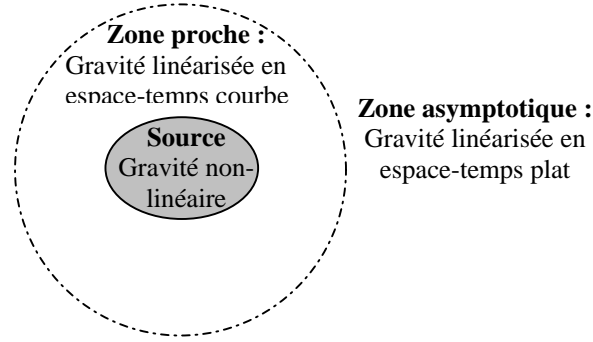 Zone proche :
Gravité linéarisée en
espace-temps courbe
Source
Gravité non-
linéaire
Zone asymptotique :
Gravité linéarisée en
espace-temps plat